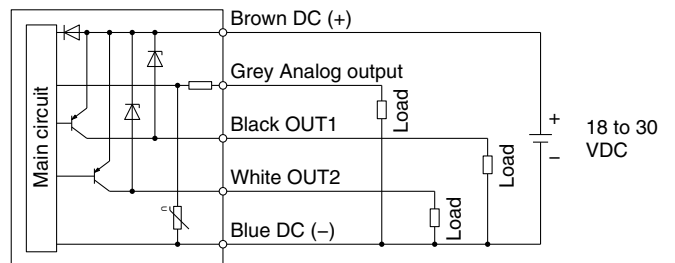 Brown DC (+)
Grey Analog output
Black OUT1
White OUT2
Blue DC (−)
Main circuit
Load
Load
Load
+
−
18 to 30
VDC